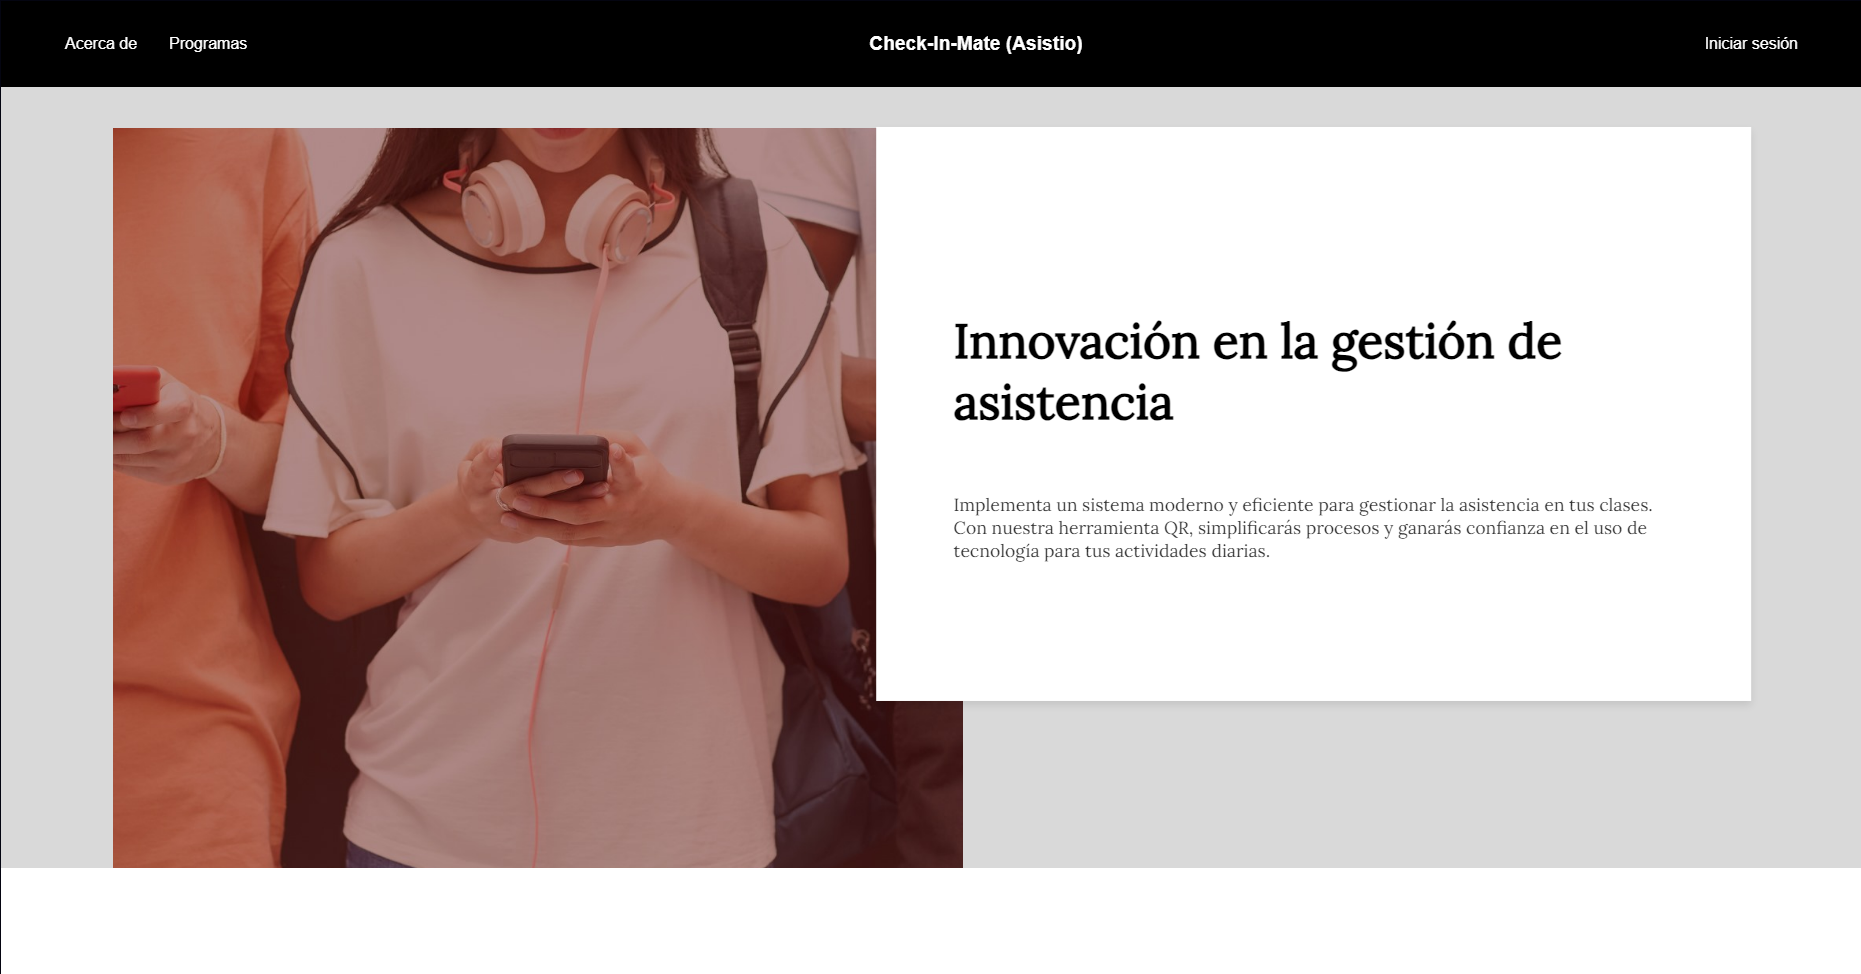 Acerca de Programas Check-In-Mate (Asistio) Iniciar sesión
Innovación en la gestión de
asistencia
Implementa un sistema moderno y eficiente para gestionar la asistencia en tus clases.
Con nuestra herramienta QR, simplificarás procesos y ganarás confianza en el uso de
tecnología para tus actividades diarias.